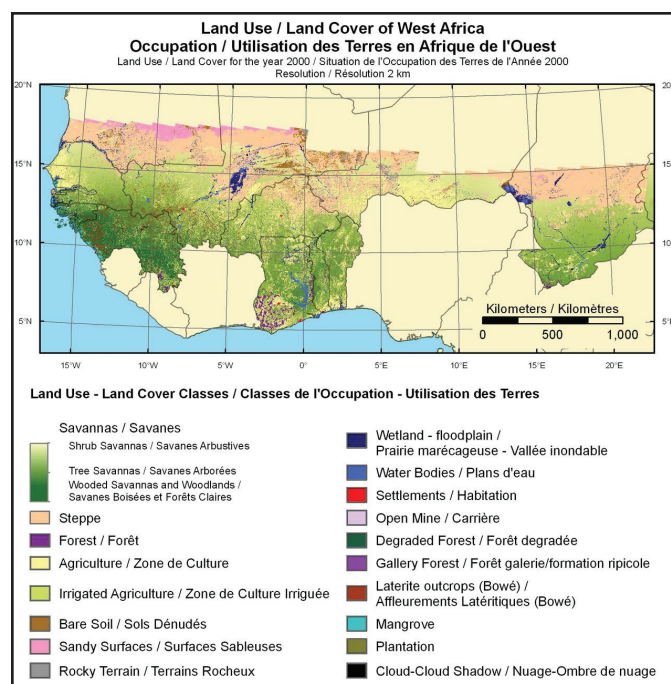 Land Use / Land Cover of West Africa
Occupation / Utilisation des Terres en Afrique de l'Ouest
Land Use / Land Cover for the year 2000 / Situation de l'Occupation des Terres de l'Année 2000
Resolution / Résolution 2 km
20°N
20°N
15°N
15°N
10°N
10°N
5°N
5°N
Kilometers / Kilomètres
0 500 1,000
15°W 10°W 5°W 0° 5°E 10°E 15°E 20°E
Land Use - Land Cover Classes / Classes de l'Occupation - Utilisation des Terres
Savannas / Savanes
Shrub Savannas / Savanes Arbustives
Tree Savannas / Savanes Arborées
Wooded Savannas and Woodlands /
Savanes Boisées et Forêts Claires
Steppe
Forest / Forêt
Agriculture / Zone de Culture
Irrigated Agriculture / Zone de Culture Irriguée
Bare Soil / Sols Dénudés
Sandy Surfaces / Surfaces Sableuses
Rocky Terrain / Terrains Rocheux
Wetland - floodplain /
Prairie marécageuse - Vallée inondable
Water Bodies / Plans d'eau
Settlements / Habitation
Open Mine / Carrière
Degraded Forest / Forêt degradée
Gallery Forest / Forêt galerie/formation ripicole
Laterite outcrops (Bowé) /
Affleurements Latéritiques (Bowé)
Mangrove
Plantation
Cloud-Cloud Shadow / Nuage-Ombre de nuage